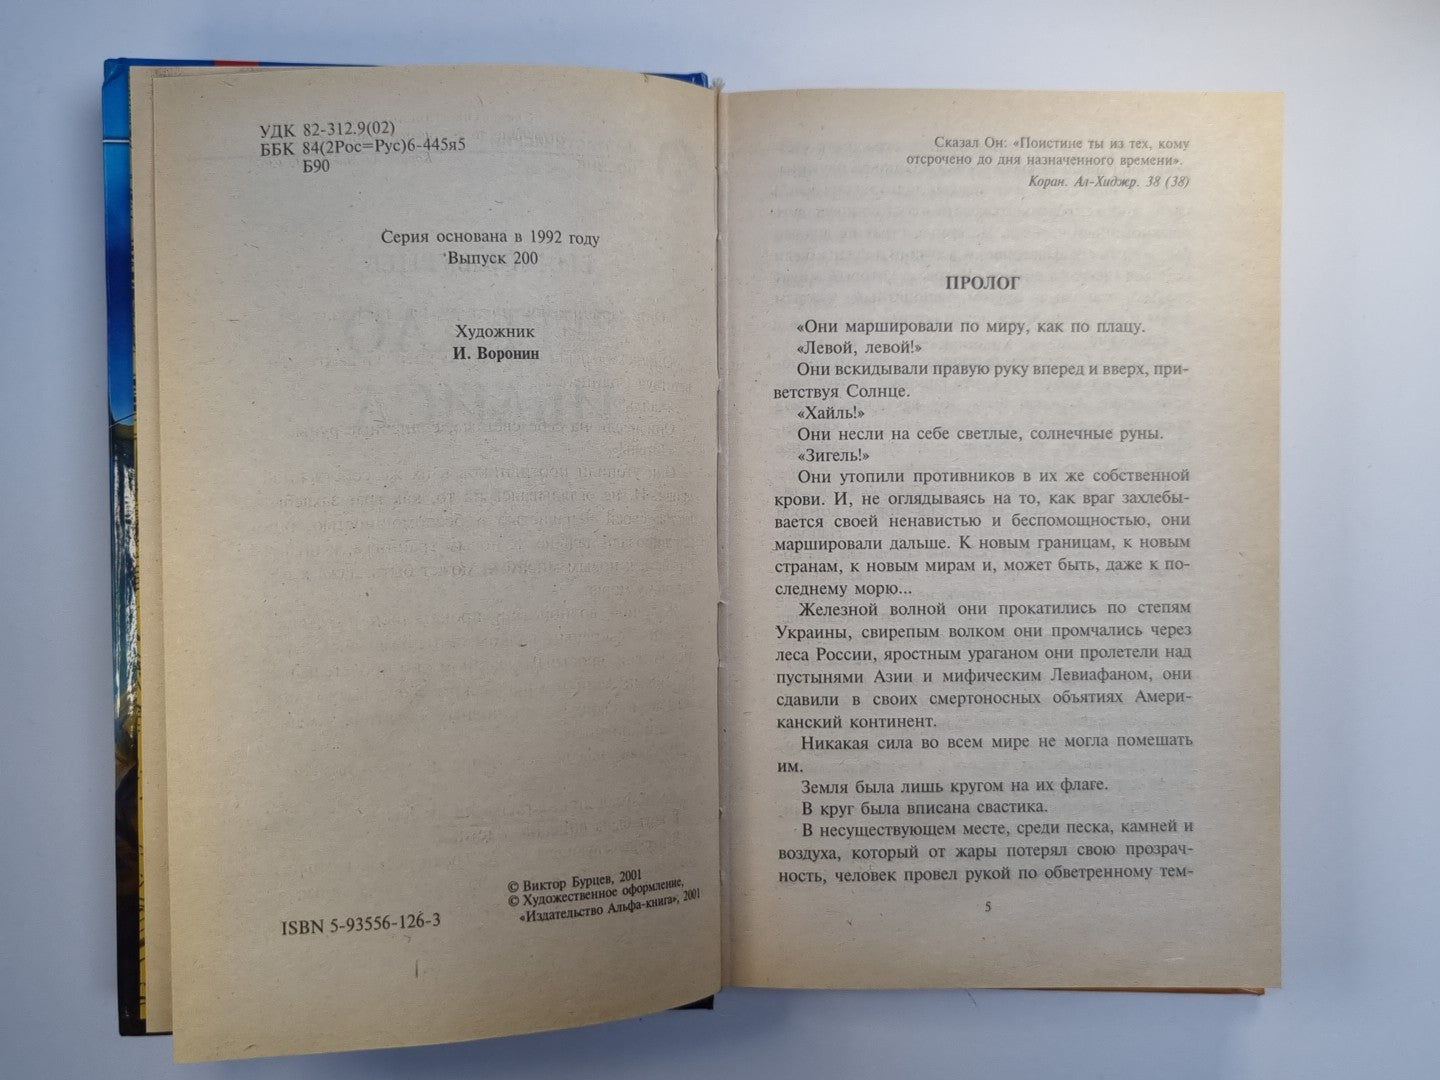 УДК 82-312.9(02)
ББК 84(2Рос=Рус)6-445я5
Б90
Серия основана в 1992 году
Выпуск 200
Художник
И. Воронин
© Виктор Бурцев, 2001
© Художественное оформление,
«Издательство Альфа-книга», 2001
ISBN 5-93556-126-3
Сказал Он: «Поистине ты из тех, кому
отсрочено до дня назначенного времени».
Коран. Ал-Хиджр. 38 (38)
ПРОЛОГ
«Они маршировали по миру, как по плацу.
«Левой, левой!»
Они вскидывали правую руку вперед и вверх, при-
ветствуя Солнце.
«Хайль!»
Они несли на себе светлые, солнечные руны.
«Зигель!»
Они утопили противников в их же собственной
крови. И, не оглядываясь на то, как враг захлебы-
вается своей ненавистью и беспомощностью, они
маршировали дальше. К новым границам, к новым
странам, к новым мирам и, может быть, даже к по-
следнему морю...
Железной волной они прокатились по степям
Украины, свирепым волком они промчались через
леса России, яростным ураганом они пролетели над
пустынями Азии и мифическим Левиафаном, они
сдавили в своих смертоносных объятиях Амери-
канский континент.
Никакая сила во всем мире не могла помешать
им.
Земля была лишь кругом на их флаге.
В круг была вписана свастика.
В несуществующем месте, среди песка, камней и
воздуха, который от жары потерял свою прозрач-
ность, человек провел рукой по обветренному тем-
5